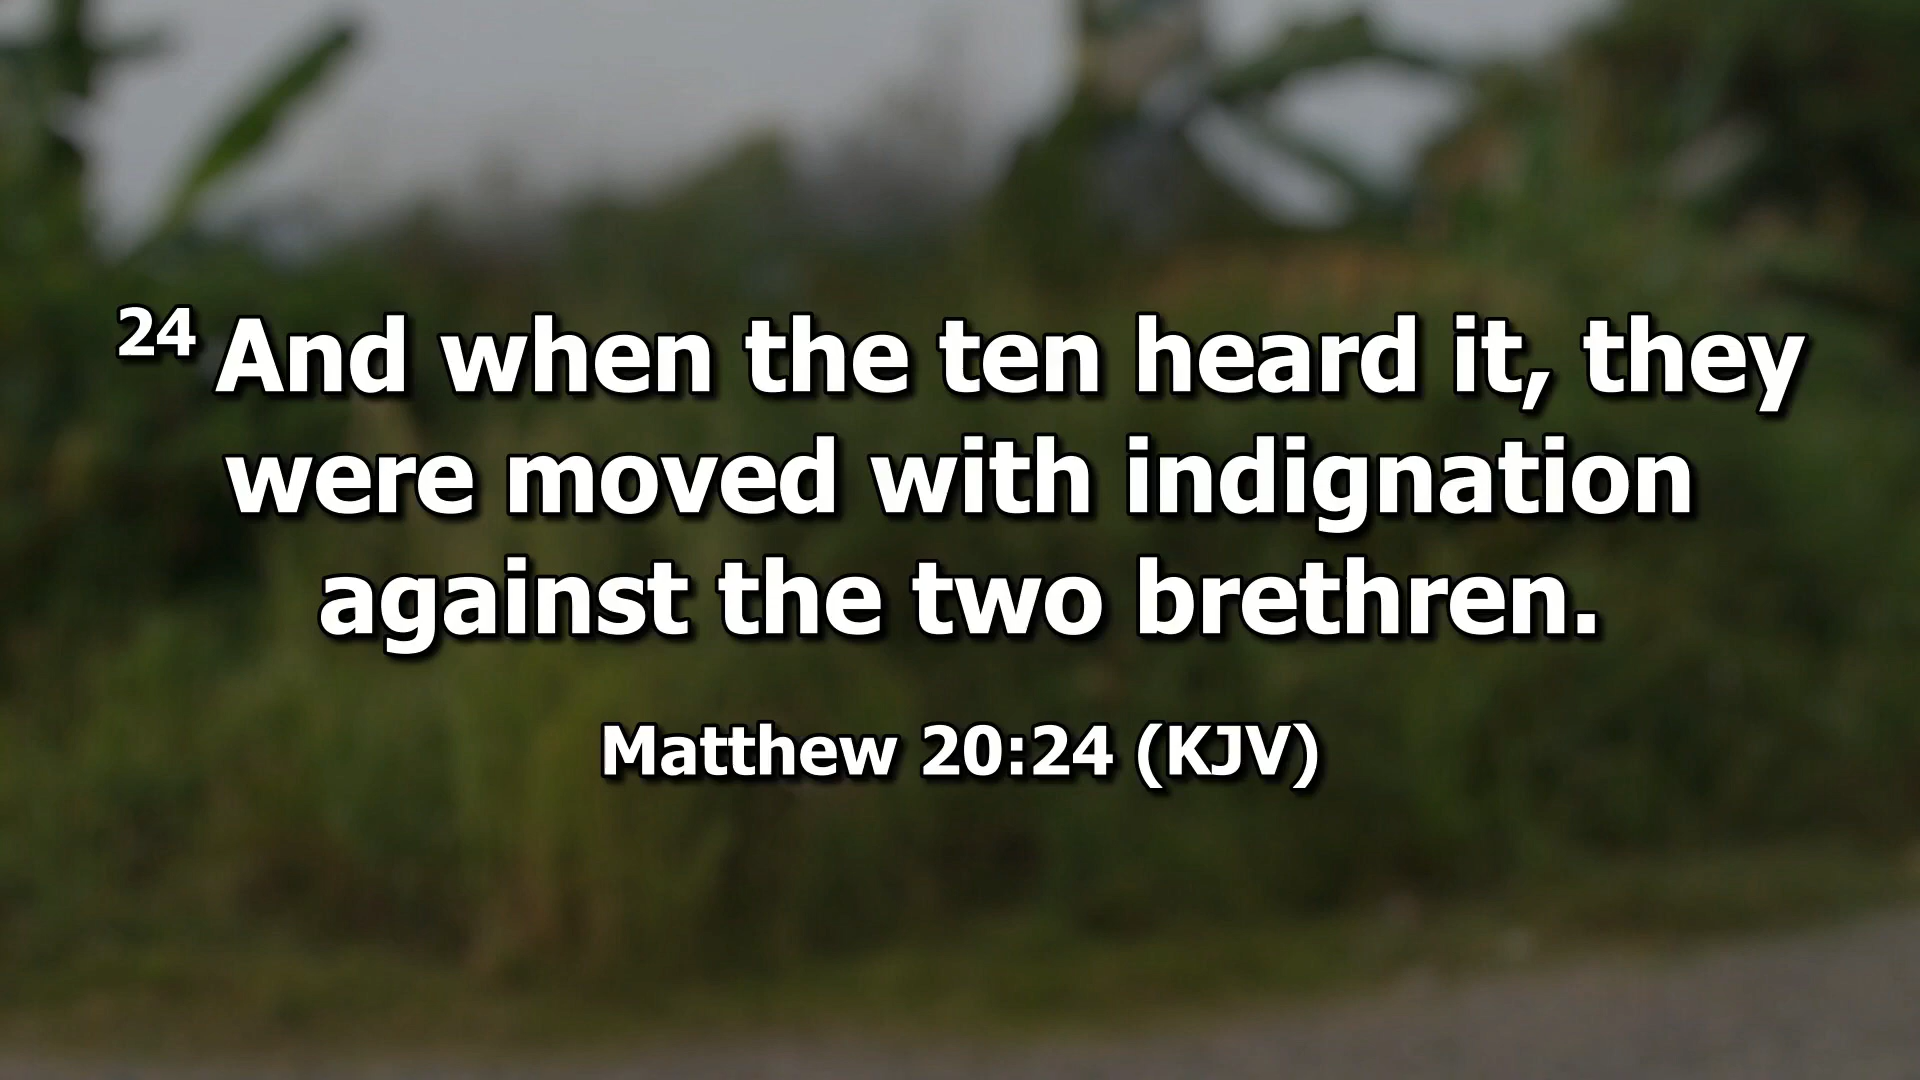 24 And when the ten heard it, they
were moved with indignation
against the two brethren.
Matthew 20:24 (KJV)